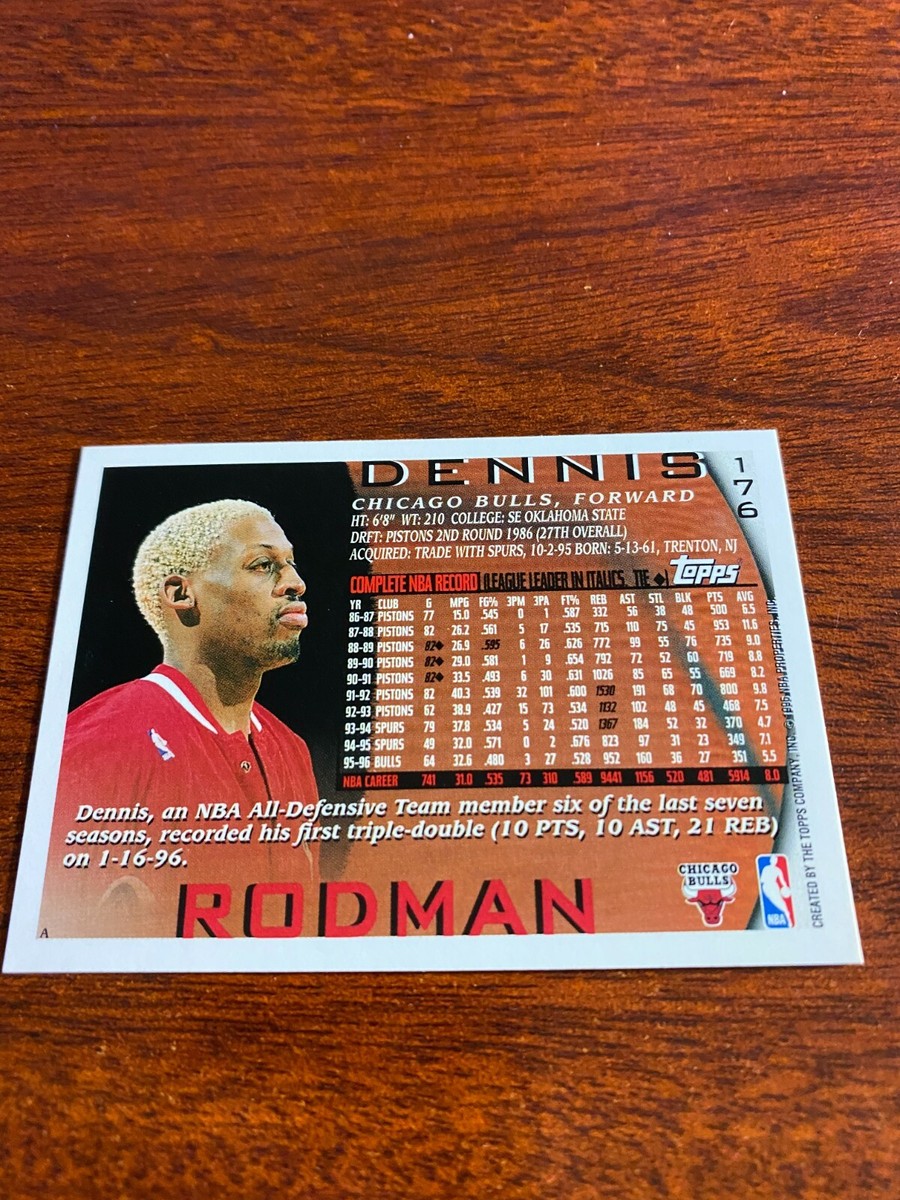 DENNIS
176
CHICAGO BULLS, FORWARD
HT: 6'8" WT: 210 COLLEGE: SE OKLAHOMA STATE
DRFT: PISTONS 2ND ROUND 1986 (27TH OVERALL)
ACQUIRED: TRADE WITH SPURS, 10-2-95 BORN: 5-13-61, TRENTON, NJ
topps
COMPLETE NBA RECORD (LEAGUE LEADER IN ITALICS, TIE ◆)
YR CLUB G MPG FG% 3PM 3PA FT% REB AST STL BLK PTS AVG
86-87 PISTONS 77 15.0 .545 0 1 .587 332 56 38 48 500 6.5
87-88 PISTONS 82 26.2 .561 5 17 .535 715 110 75 45 953 11.6
88-89 PISTONS 82◆ 26.9 .595 6 26 .626 772 99 55 76 735 9.0
89-90 PISTONS 82◆ 29.0 .581 1 9 .654 792 72 52 60 719 8.8
90-91 PISTONS 82◆ 33.5 .493 6 30 .631 1026 85 65 55 669 8.2
91-92 PISTONS 82 40.3 .539 32 101 .600 1530 191 68 70 800 9.8
92-93 PISTONS 62 38.9 .427 15 73 .534 1132 102 48 45 468 7.5
93-94 SPURS 79 37.8 .534 5 24 .520 1367 184 52 32 370 4.7
94-95 SPURS 49 32.0 .571 0 2 .676 823 97 31 23 349 7.1
95-96 BULLS 64 32.6 .480 3 27 .528 952 160 36 27 351 5.5
NBA CAREER 741 31.0 .535 73 310 .589 9441 1156 520 481 5914 8.0
Dennis, an NBA All-Defensive Team member six of the last seven
seasons, recorded his first triple-double (10 PTS, 10 AST, 21 REB)
on 1-16-96.
RODMAN
CHICAGO
BULLS
NBA
A
CREATED BY THE TOPPS COMPANY, INC. © 1996 NBA PROPERTIES, INC.